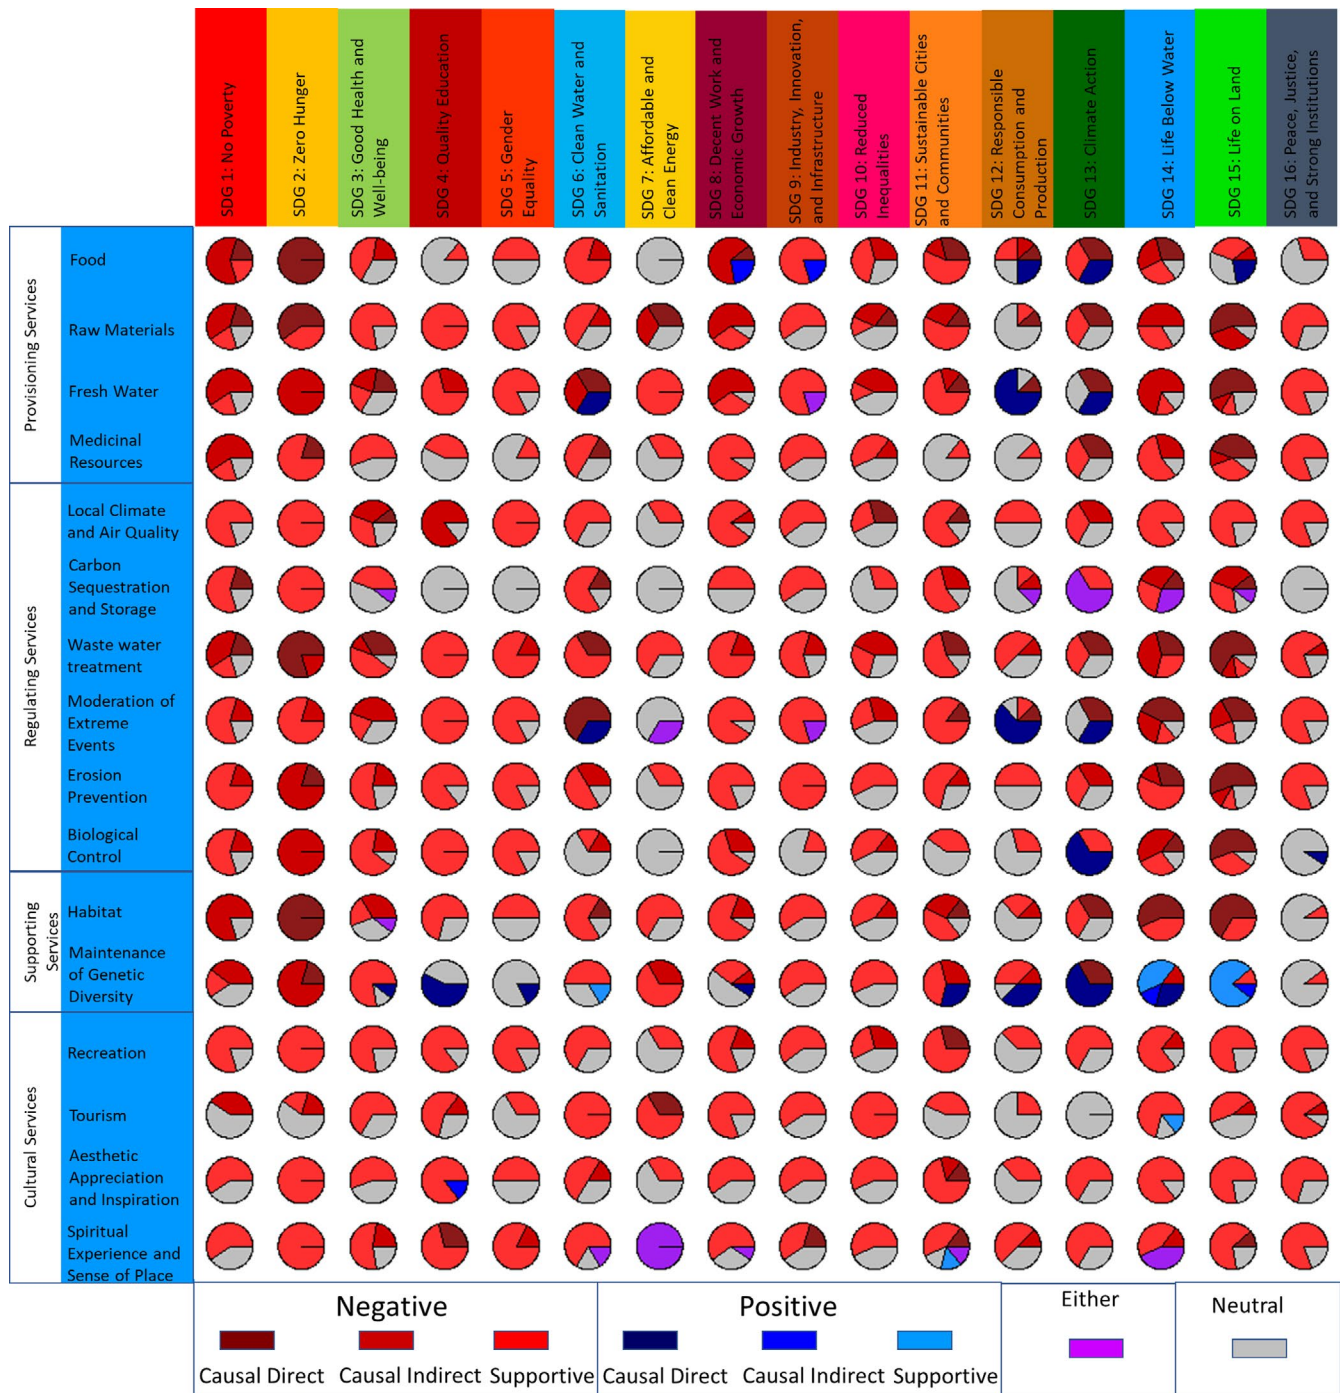 SDG 1: No Poverty
SDG 2: Zero Hunger
SDG 3: Good Health and
Well-being
SDG 4: Quality Education
SDG 5: Gender
Equality
SDG 6: Clean Water and
Sanitation
SDG 7: Affordable and
Clean Energy
SDG 8: Decent Work and
Economic Growth
SDG 9: Industry, Innovation,
and Infrastructure
SDG 10: Reduced
Inequalities
SDG 11: Sustainable Cities
and Communities
SDG 12: Responsible
Consumption and
Production
SDG 13: Climate Action
SDG 14: Life Below Water
SDG 15: Life on Land
SDG 16: Peace, Justice,
and Strong Institutions
Provisioning Services
Food
Raw Materials
Fresh Water
Medicinal
Resources
Regulating Services
Local Climate
and Air Quality
Carbon
Sequestration
and Storage
Waste water
treatment
Moderation of
Extreme
Events
Erosion
Prevention
Biological
Control
Supporting
Services
Habitat
Maintenance
of Genetic
Diversity
Cultural Services
Recreation
Tourism
Aesthetic
Appreciation
and Inspiration
Spiritual
Experience and
Sense of Place
Negative
Causal Direct
Causal Indirect
Supportive
Positive
Causal Direct
Causal Indirect
Supportive
Either
Neutral